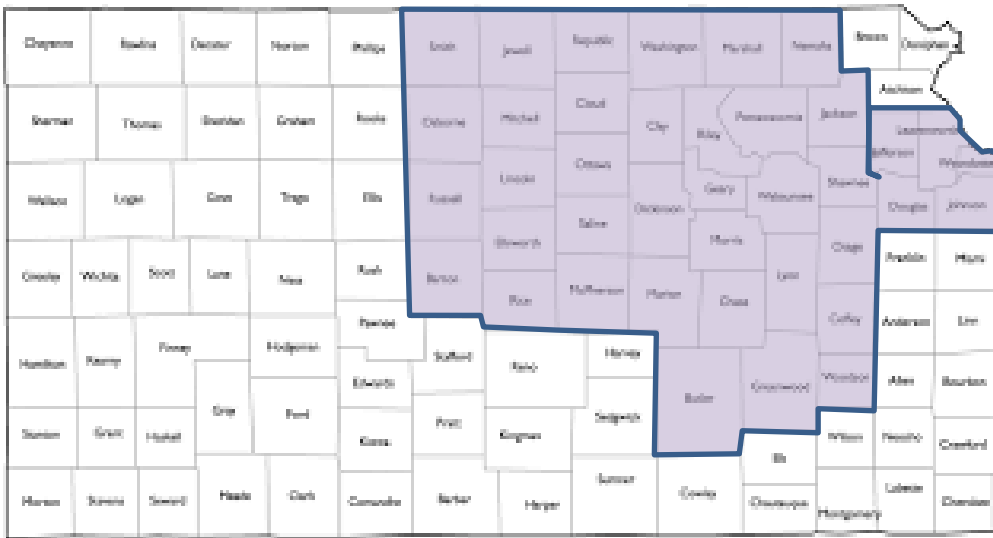 Cheyenne Rawlins Decatur Norton Phillips Smith Jewell Republic Washington Marshall Nemaha Brown Doniphan
Atchison
Sherman Thomas Sheridan Graham Rooks Osborne Mitchell Cloud Clay Riley Pottawatomie Jackson
Jefferson Leavenworth Wyandotte
Wallace Logan Gove Trego Ellis Russell Lincoln Ottawa Dickinson Geary Wabaunsee Shawnee Douglas Johnson
Greeley Wichita Scott Lane Ness Rush Barton Ellsworth Saline Morris Lyon Osage Franklin Miami
Rice McPherson Marion Chase Coffey Anderson Linn
Hamilton Kearny Finney Hodgeman Pawnee Stafford Reno Harvey
Edwards Butler Greenwood Woodson Allen Bourbon
Gray Ford Pratt Kingman Sedgwick
Stanton Grant Haskell Kiowa Elk Wilson Neosho Crawford
Morton Stevens Seward Meade Clark Comanche Barber Harper Sumner Cowley Chautauqua Montgomery Labette Cherokee